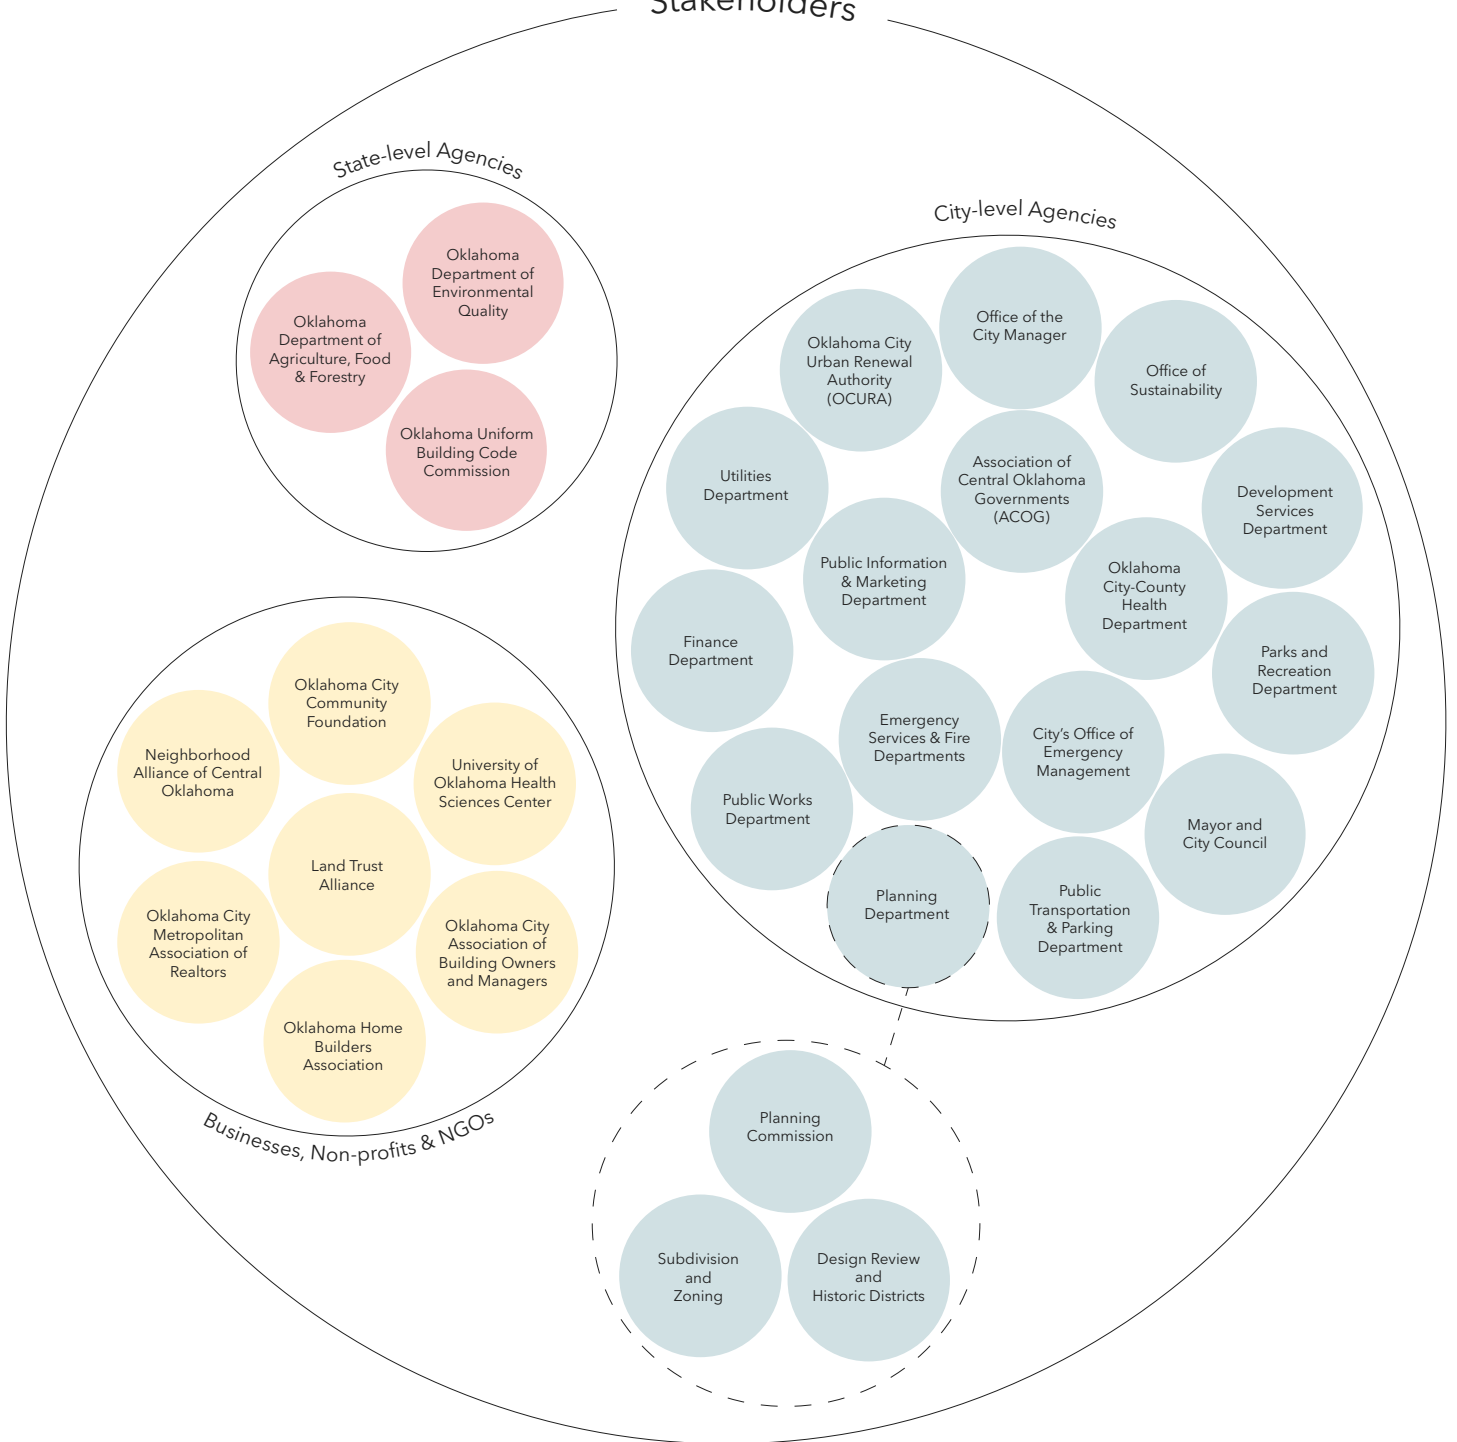 Stakeholders
State-level Agencies
Oklahoma
Department of
Environmental
Quality
Oklahoma
Department of
Agriculture, Food
& Forestry
Oklahoma Uniform
Building Code
Commission
City-level Agencies
Office of the
City Manager
Oklahoma City
Urban Renewal
Authority
(OCURA)
Office of
Sustainability
Utilities
Department
Association of
Central Oklahoma
Governments
(ACOG)
Development
Services
Department
Public Information
& Marketing
Department
Oklahoma
City-County
Health
Department
Finance
Department
Parks and
Recreation
Department
Emergency
Services & Fire
Departments
City’s Office of
Emergency
Management
Public Works
Department
Mayor and
City Council
Planning
Department
Public
Transportation
& Parking
Department
Oklahoma City
Community
Foundation
Neighborhood
Alliance of Central
Oklahoma
University of
Oklahoma Health
Sciences Center
Land Trust
Alliance
Oklahoma City
Metropolitan
Association of
Realtors
Oklahoma City
Association of
Building Owners
and Managers
Oklahoma Home
Builders
Association
Businesses, Non-profits & NGOs
Planning
Commission
Subdivision
and
Zoning
Design Review
and
Historic Districts